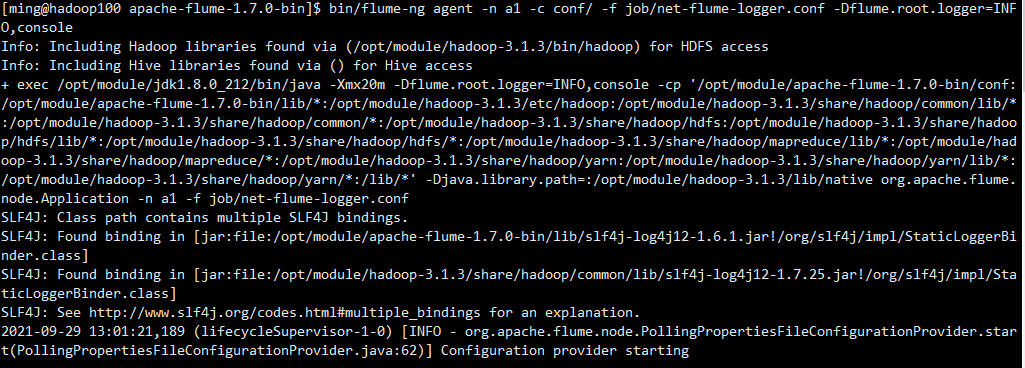 [ming@hadoop100 apache-flume-1.7.0-bin]$ bin/flume-ng agent -n a1 -c conf/ -f job/net-flume-logger.conf -Dflume.root.logger=INF
O,console
Info: Including Hadoop libraries found via (/opt/module/hadoop-3.1.3/bin/hadoop) for HDFS access
Info: Including Hive libraries found via () for Hive access
+ exec /opt/module/jdk1.8.0_212/bin/java -Xmx20m -Dflume.root.logger=INFO,console -cp '/opt/module/apache-flume-1.7.0-bin/conf:
/opt/module/apache-flume-1.7.0-bin/lib/*:/opt/module/hadoop-3.1.3/etc/hadoop:/opt/module/hadoop-3.1.3/share/hadoop/common/lib/*
:/opt/module/hadoop-3.1.3/share/hadoop/common/*:/opt/module/hadoop-3.1.3/share/hadoop/hdfs:/opt/module/hadoop-3.1.3/share/hadoo
p/hdfs/lib/*:/opt/module/hadoop-3.1.3/share/hadoop/hdfs/*:/opt/module/hadoop-3.1.3/share/hadoop/mapreduce/lib/*:/opt/module/had
oop-3.1.3/share/hadoop/mapreduce/*:/opt/module/hadoop-3.1.3/share/hadoop/yarn:/opt/module/hadoop-3.1.3/share/hadoop/yarn/lib/*:
/opt/module/hadoop-3.1.3/share/hadoop/yarn/*:/lib/*' -Djava.library.path=:/opt/module/hadoop-3.1.3/lib/native org.apache.flume.
node.Application -n a1 -f job/net-flume-logger.conf
SLF4J: Class path contains multiple SLF4J bindings.
SLF4J: Found binding in [jar:file:/opt/module/apache-flume-1.7.0-bin/lib/slf4j-log4j12-1.6.1.jar!/org/slf4j/impl/StaticLoggerBi
nder.class]
SLF4J: Found binding in [jar:file:/opt/module/hadoop-3.1.3/share/hadoop/common/lib/slf4j-log4j12-1.7.25.jar!/org/slf4j/impl/Sta
ticLoggerBinder.class]
SLF4J: See http://www.slf4j.org/codes.html#multiple_bindings for an explanation.
2021-09-29 13:01:21,189 (lifecycleSupervisor-1-0) [INFO - org.apache.flume.node.PollingPropertiesFileConfigurationProvider.star
t(PollingPropertiesFileConfigurationProvider.java:62)] Configuration provider starting